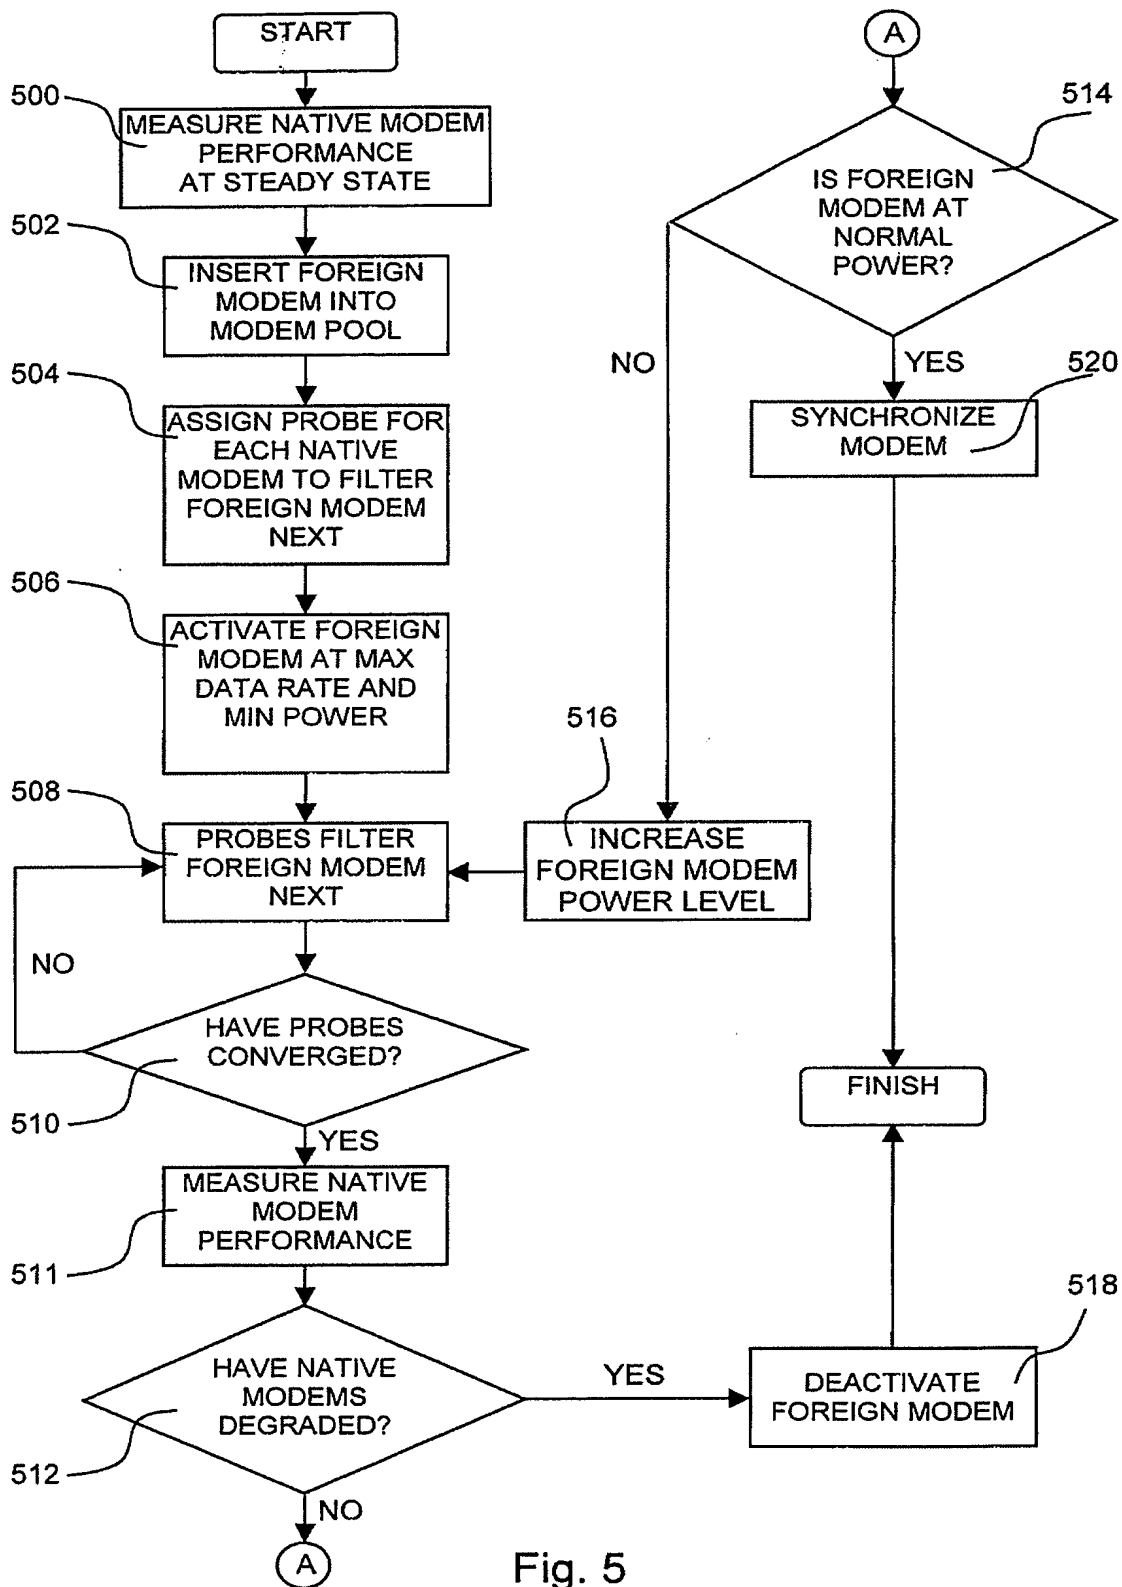 START
500
MEASURE NATIVE MODEM
PERFORMANCE
AT STEADY STATE
502
INSERT FOREIGN
MODEM INTO
MODEM POOL
504
ASSIGN PROBE FOR
EACH NATIVE
MODEM TO FILTER
FOREIGN MODEM
NEXT
506
ACTIVATE FOREIGN
MODEM AT MAX
DATA RATE AND
MIN POWER
508
PROBES FILTER
FOREIGN MODEM
NEXT
NO
HAVE PROBES
CONVERGED?
510
YES
MEASURE NATIVE
MODEM
PERFORMANCE
511
HAVE NATIVE
MODEMS
DEGRADED?
512
YES
NO
A
A
514
IS FOREIGN
MODEM AT
NORMAL
POWER?
NO
YES
520
SYNCHRONIZE
MODEM
516
INCREASE
FOREIGN MODEM
POWER LEVEL
FINISH
518
DEACTIVATE
FOREIGN MODEM
Fig. 5